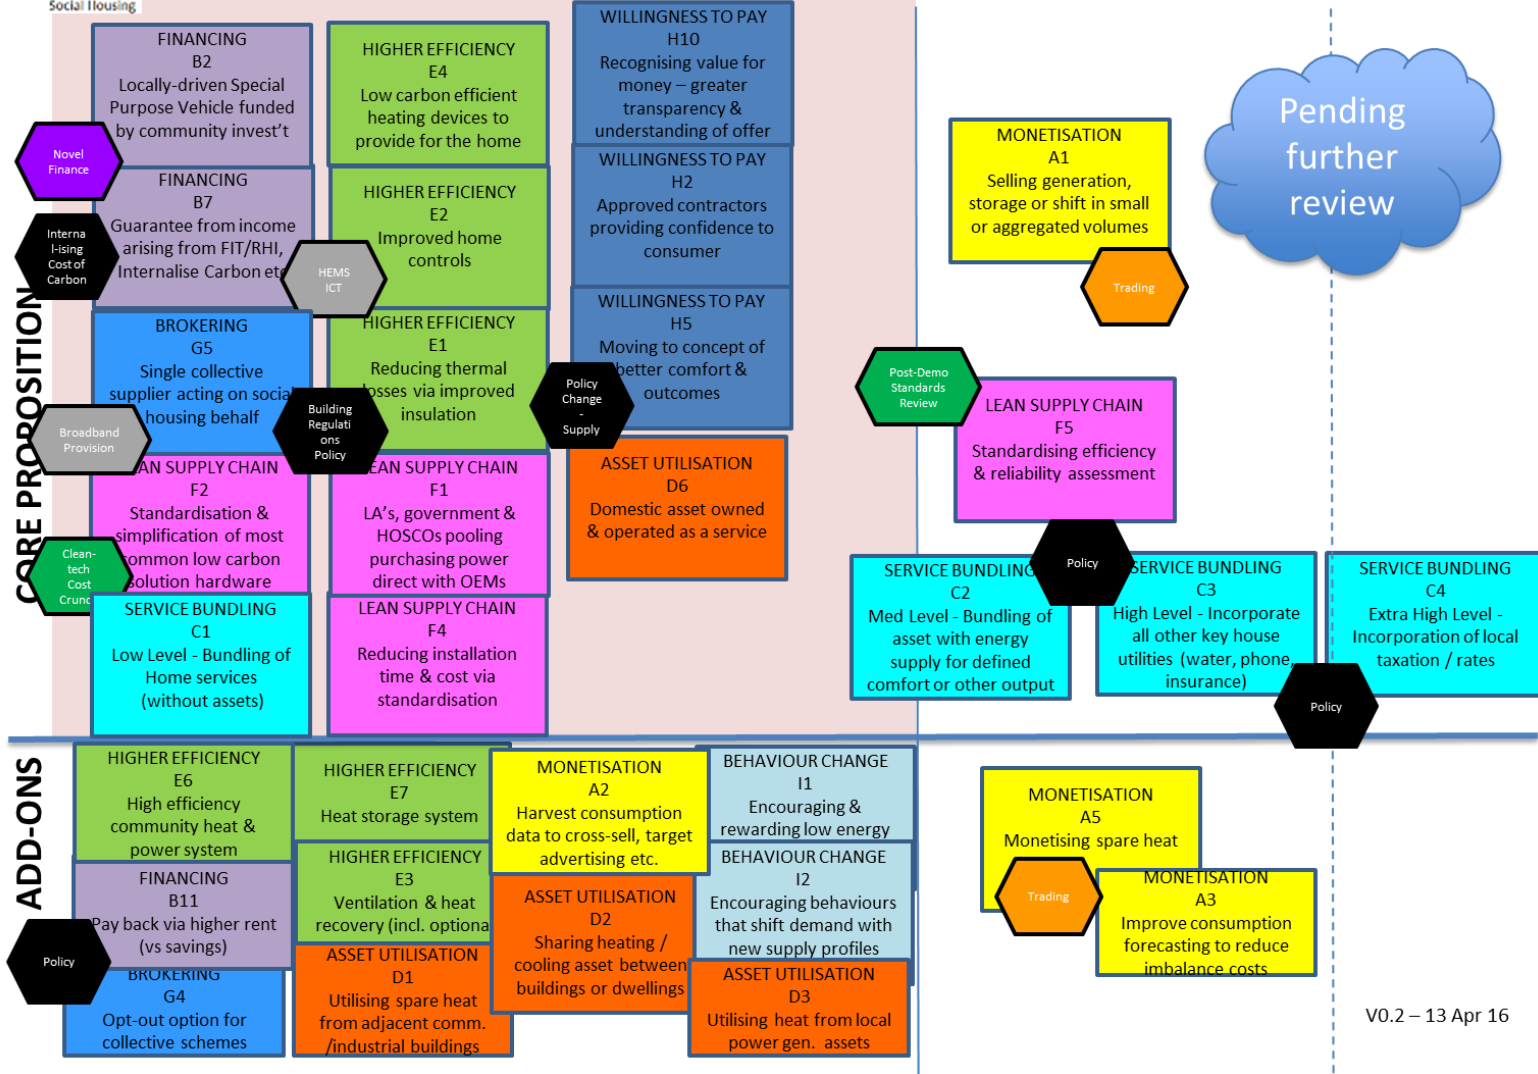 Social Housing
CORE PROPOSITION
FINANCING
B2
Locally-driven Special
Purpose Vehicle funded
by community invest't
Novel
Finance
FINANCING
B7
Guarantee from income
arising from FIT/RHI,
Internalise Carbon etc
Interna
l-ising
Cost of
Carbon
BROKERING
G5
Single collective
supplier acting on social
housing behalf
Broadband
Provision
LEAN SUPPLY CHAIN
F2
Standardisation &
simplification of most
common low carbon
solution hardware
Clean-
tech
Cost
Crunch
SERVICE BUNDLING
C1
Low Level - Bundling of
Home services
(without assets)
HIGHER EFFICIENCY
E4
Low carbon efficient
heating devices to
provide for the home
HIGHER EFFICIENCY
E2
Improved home
controls
HEMS
ICT
HIGHER EFFICIENCY
E1
Reducing thermal
losses via improved
insulation
Building
Regulati
ons
Policy
LEAN SUPPLY CHAIN
F1
LA's, government &
HOSCOs pooling
purchasing power
direct with OEMs
LEAN SUPPLY CHAIN
F4
Reducing installation
time & cost via
standardisation
WILLINGNESS TO PAY
H10
Recognising value for
money – greater
transparency &
understanding of offer
WILLINGNESS TO PAY
H2
Approved contractors
providing confidence to
consumer
WILLINGNESS TO PAY
H5
Moving to concept of
better comfort &
outcomes
Policy
Change
-
Supply
ASSET UTILISATION
D6
Domestic asset owned
& operated as a service
MONETISATION
A1
Selling generation,
storage or shift in small
or aggregated volumes
Trading
Pending
further
review
Post-Demo
Standards
Review
LEAN SUPPLY CHAIN
F5
Standardising efficiency
& reliability assessment
Policy
SERVICE BUNDLING
C2
Med Level - Bundling of
asset with energy
supply for defined
comfort or other output
SERVICE BUNDLING
C3
High Level - Incorporate
all other key house
utilities (water, phone,
insurance)
SERVICE BUNDLING
C4
Extra High Level -
Incorporation of local
taxation / rates
Policy
ADD-ONS
HIGHER EFFICIENCY
E6
High efficiency
community heat &
power system
FINANCING
B11
Pay back via higher rent
(vs savings)
Policy
BROKERING
G4
Opt-out option for
collective schemes
HIGHER EFFICIENCY
E7
Heat storage system
HIGHER EFFICIENCY
E3
Ventilation & heat
recovery (incl. optiona
ASSET UTILISATION
D1
Utilising spare heat
from adjacent comm.
/industrial buildings
MONETISATION
A2
Harvest consumption
data to cross-sell, target
advertising etc.
ASSET UTILISATION
D2
Sharing heating /
cooling asset between
buildings or dwellings
BEHAVIOUR CHANGE
I1
Encouraging &
rewarding low energy
BEHAVIOUR CHANGE
I2
Encouraging behaviours
that shift demand with
new supply profiles
ASSET UTILISATION
D3
Utilising heat from local
power gen. assets
MONETISATION
A5
Monetising spare heat
Trading
MONETISATION
A3
Improve consumption
forecasting to reduce
imbalance costs
V0.2 – 13 Apr 16